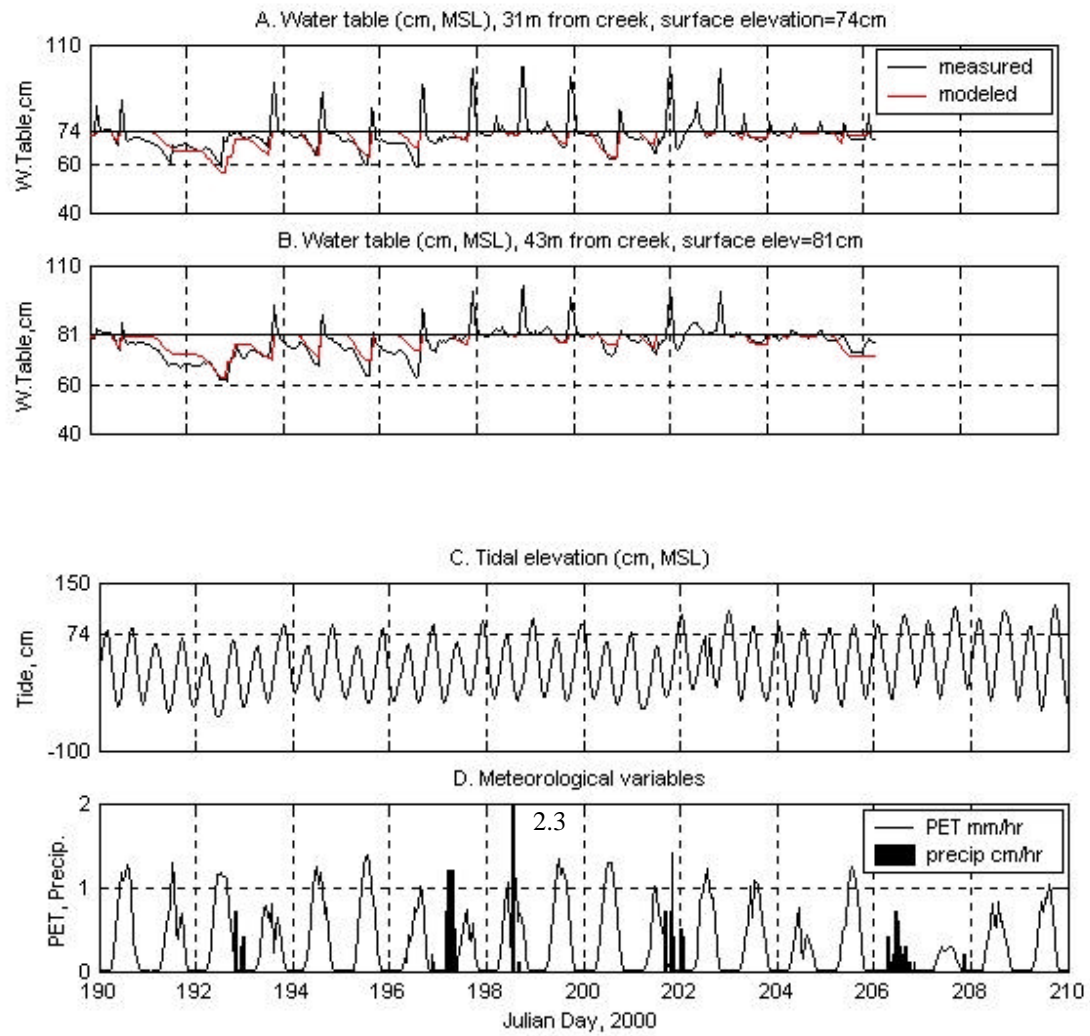 A. Water table (cm, MSL), 31m from creek, surface elevation=74cm
110
74
60
40
W.Table,cm
measured
modeled
B. Water table (cm, MSL), 43m from creek, surface elev=81cm
110
81
60
40
W.Table,cm
C. Tidal elevation (cm, MSL)
150
74
-100
Tide, cm
D. Meteorological variables
2
1
0
PET, Precip.
2.3
PET mm/hr
precip cm/hr
190 192 194 196 198 200 202 204 206 208 210
Julian Day, 2000